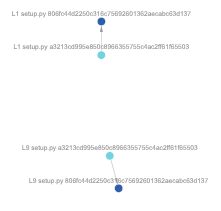 L1 setup.py 806fc44d2250c316c75692601362aecabc63d137
L1 setup.py a3213cd995e850c8966355755c4ac2ff61f65503
L9 setup.py a3213cd995e850c8966355755c4ac2ff61f65503
L9 setup.py 806fc44d2250c316c75692601362aecabc63d137